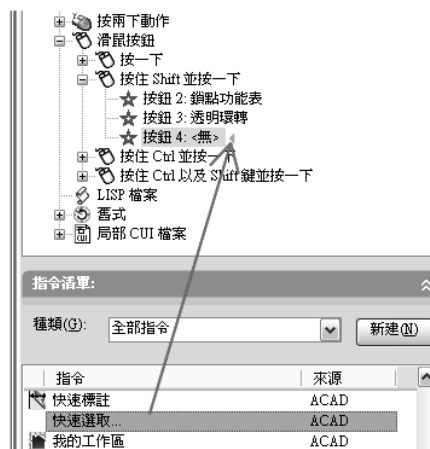 按兩下動作
滑鼠按鈕
按一下
按住 Shift 並按一下
按鈕 2: 鎖點功能表
按鈕 3: 透明環轉
按鈕 4: <無>
按住 Ctrl 並按一下
按住 Ctrl 以及 Shift 鍵並按一下
LISP 檔案
舊式
局部 CUI 檔案
指令清單:
種類(G): 全部指令 新建(N)
指令 來源
快速標註 ACAD
快速選取... ACAD
我的工作區 ACAD